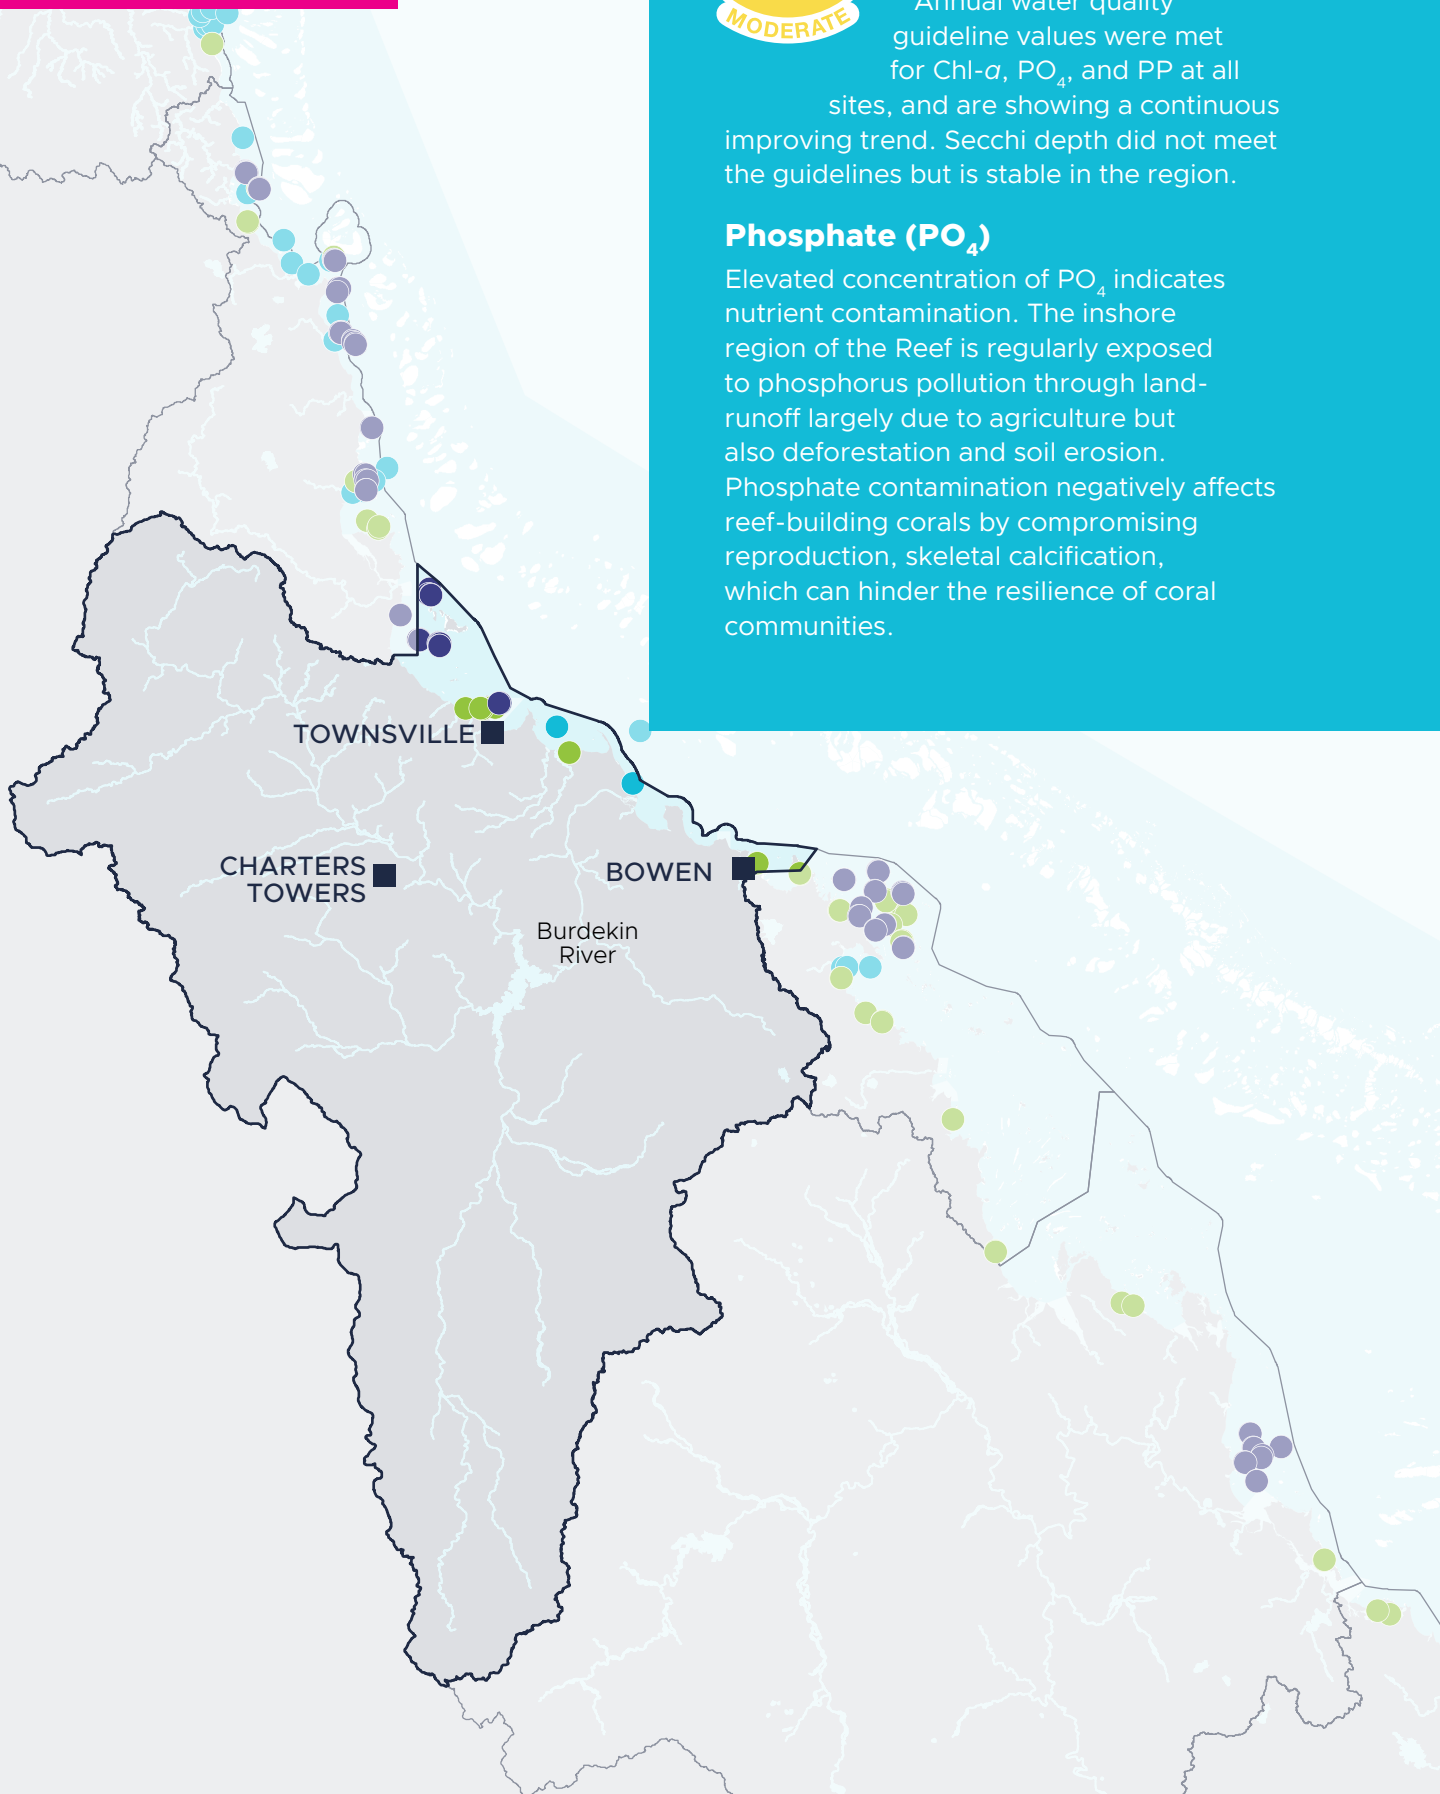 MODERATE
Annual water quality
guideline values were met
for Chl-a, PO4, and PP at all
sites, and are showing a continuous
improving trend. Secchi depth did not meet
the guidelines but is stable in the region.
Phosphate (PO4)
Elevated concentration of PO4 indicates
nutrient contamination. The inshore
region of the Reef is regularly exposed
to phosphorus pollution through land-
runoff largely due to agriculture but
also deforestation and soil erosion.
Phosphate contamination negatively affects
reef-building corals by compromising
reproduction, skeletal calcification,
which can hinder the resilience of coral
communities.
TOWNSVILLE
CHARTERS
TOWERS
BOWEN
Burdekin
River